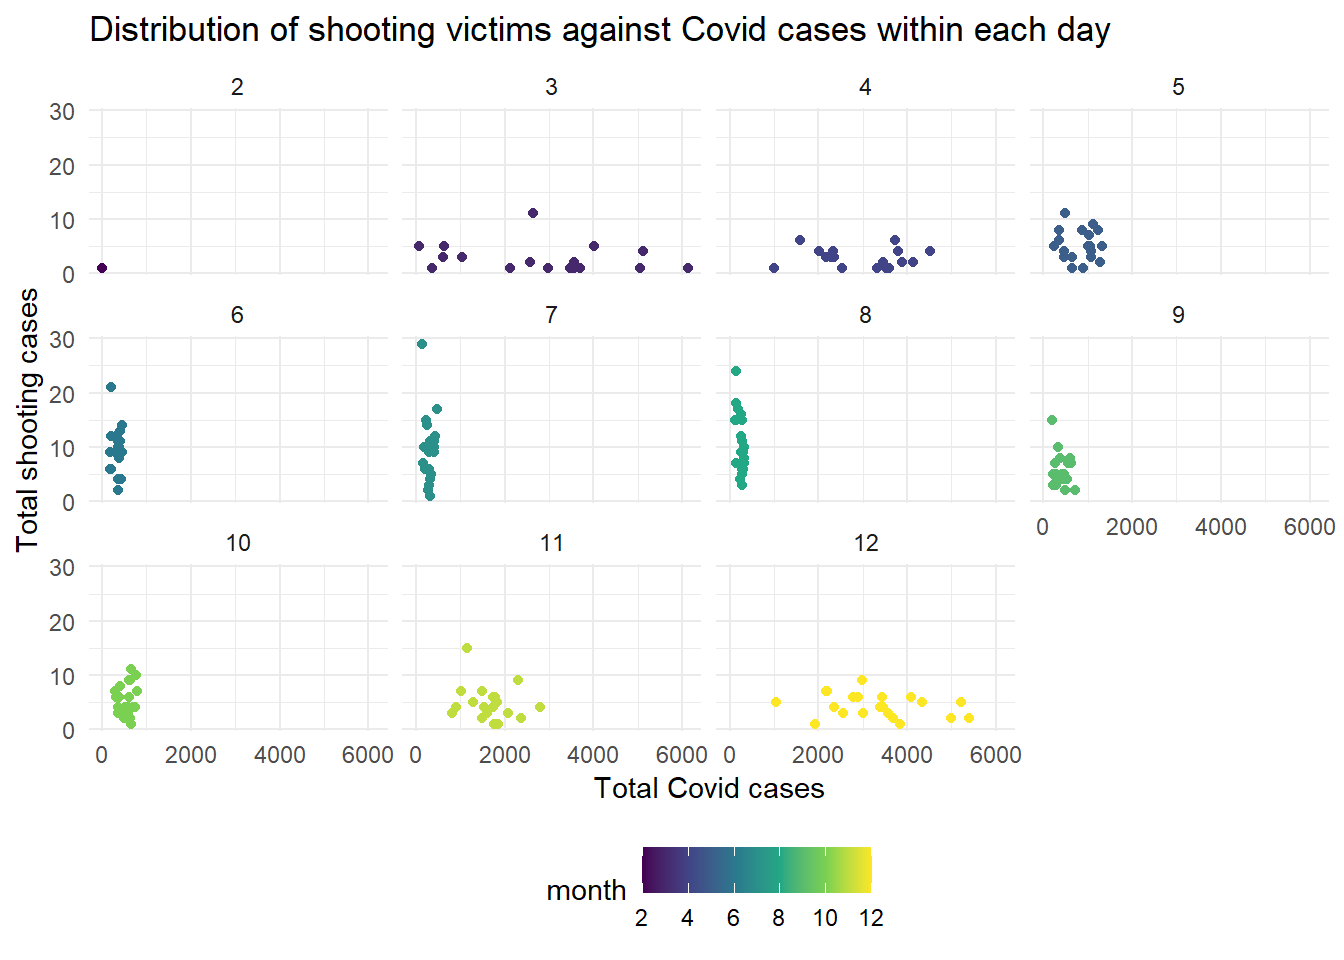 Distribution of shooting victims against Covid cases within each day
2 3 4 5
30
20
10
0
6 7 8 9
30
20
10
0
0 2000 4000 6000
10 11 12
30
20
10
0
0 2000 4000 6000 0 2000 4000 6000 0 2000 4000 6000
Total shooting cases
Total Covid cases
month
2 4 6 8 10 12